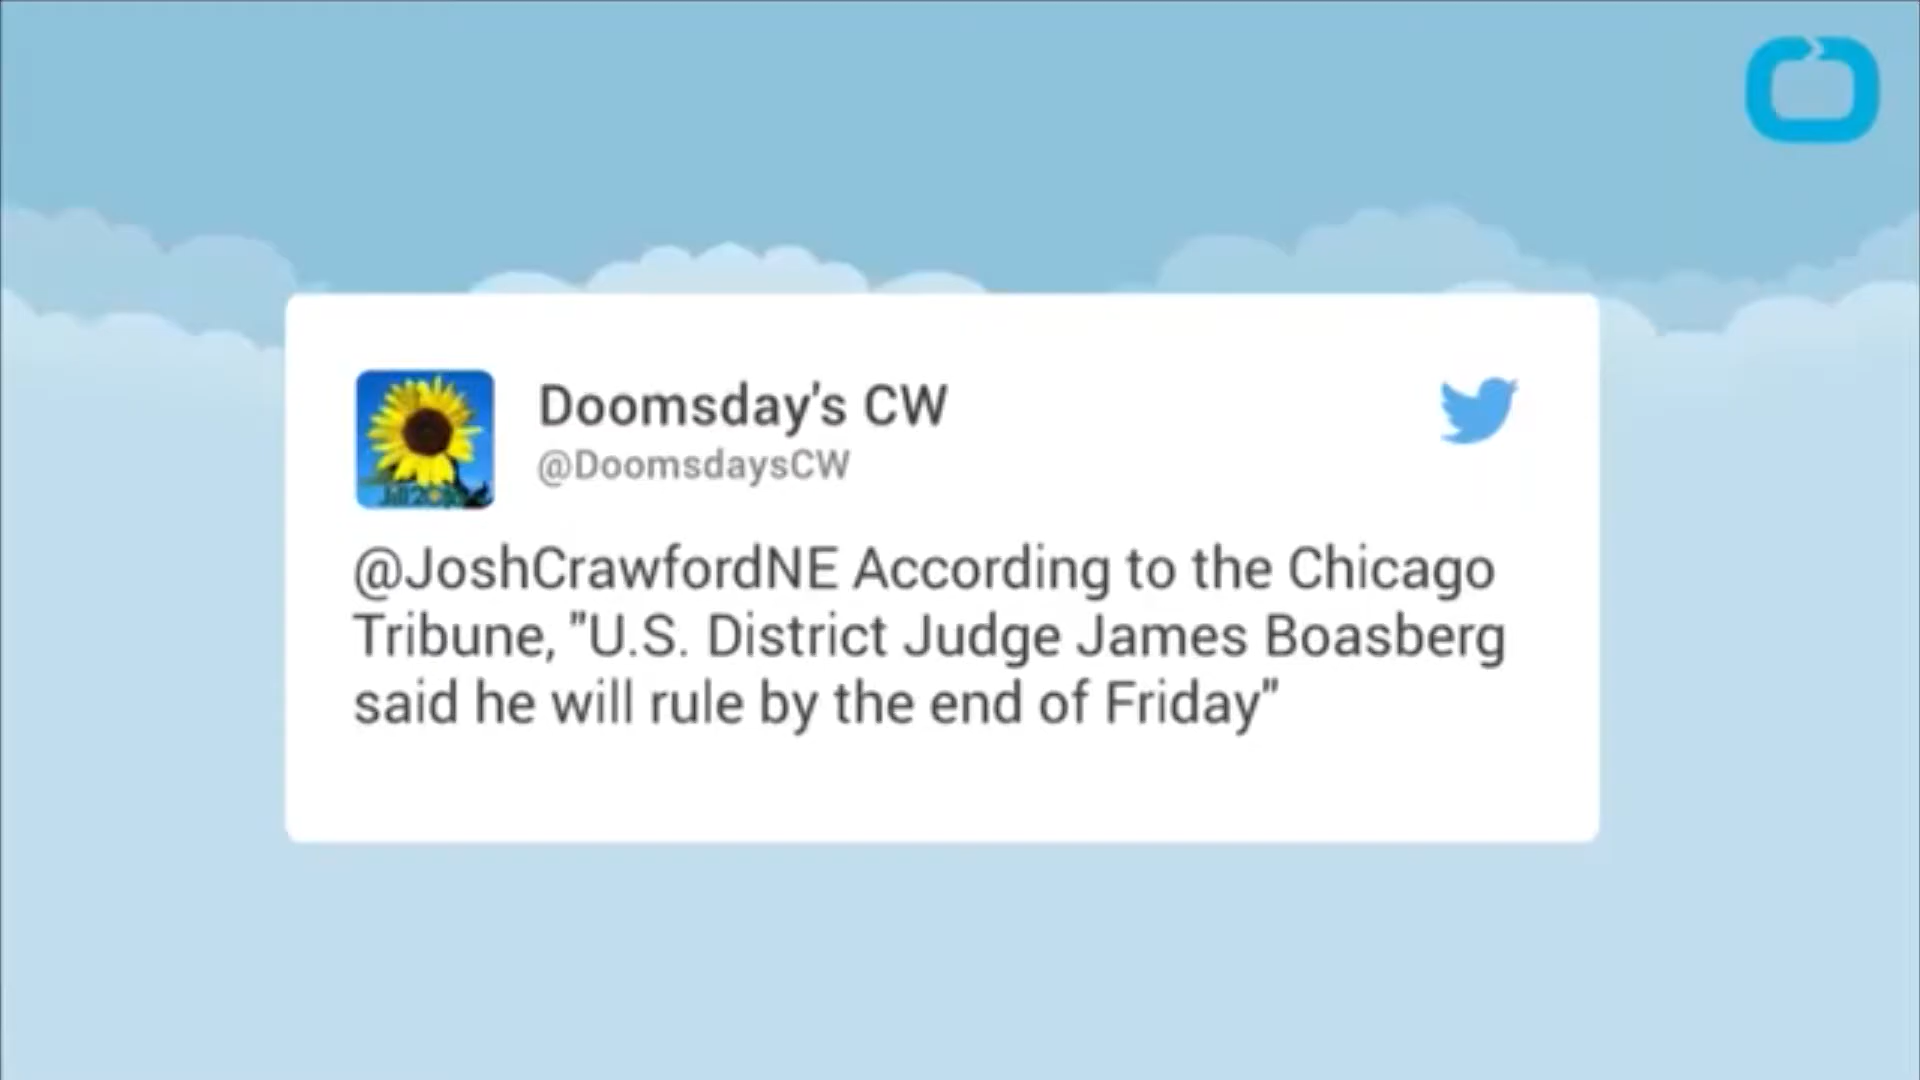 Doomsday's CW
@DoomsdaysCW
@JoshCrawfordNE According to the Chicago
Tribune, "U.S. District Judge James Boasberg
said he will rule by the end of Friday"